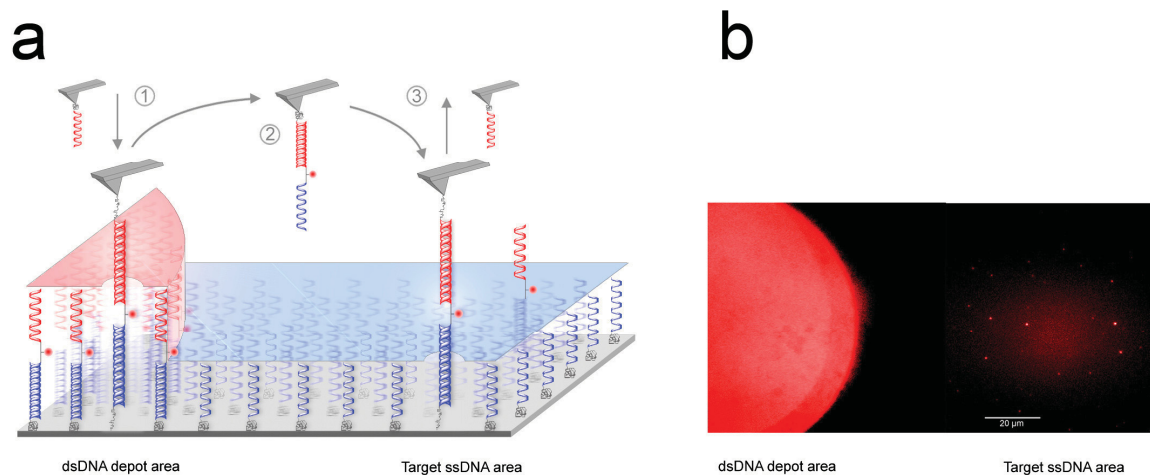 a
b
①
②
③
20 µm
dsDNA depot area
Target ssDNA area
dsDNA depot area
Target ssDNA area